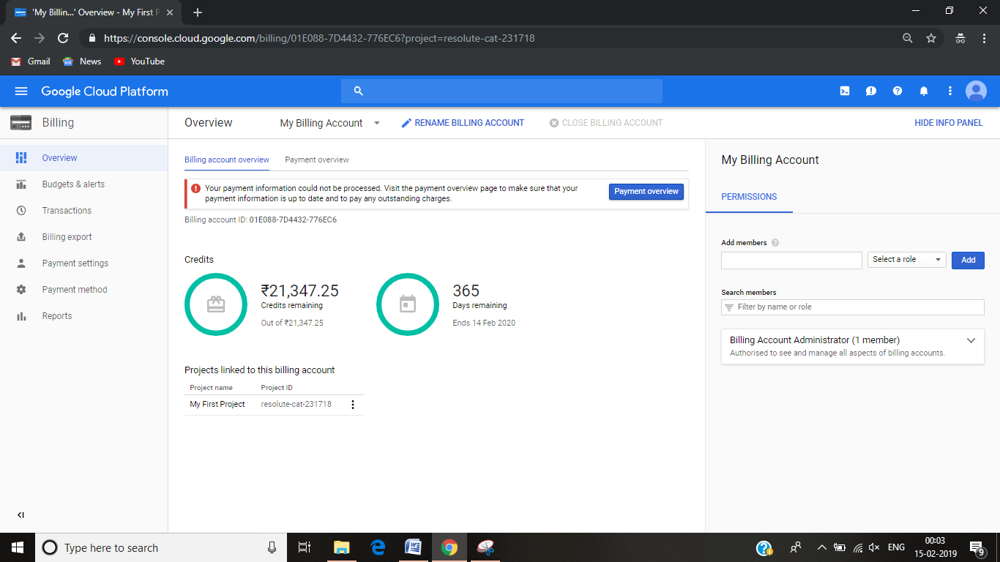 'My Billin...' Overview - My First P
https://console.cloud.google.com/billing/01E088-7D4432-776EC6?project=resolute-cat-231718
Gmail News YouTube
Google Cloud Platform
Billing
Overview My Billing Account RENAME BILLING ACCOUNT CLOSE BILLING ACCOUNT HIDE INFO PANEL
Overview
Budgets & alerts
Transactions
Billing export
Payment settings
Payment method
Reports
Billing account overview Payment overview
Your payment information could not be processed. Visit the payment overview page to make sure that your
payment information is up to date and to pay any outstanding charges.
Payment overview
Billing account ID: 01E088-7D4432-776EC6
Credits
₹21,347.25
Credits remaining
Out of ₹21,347.25
365
Days remaining
Ends 14 Feb 2020
Projects linked to this billing account
Project name Project ID
My First Project resolute-cat-231718
My Billing Account
PERMISSIONS
Add members
Select a role Add
Search members
Filter by name or role
Billing Account Administrator (1 member)
Authorised to see and manage all aspects of billing accounts.
Type here to search
ENG
00:03
15-02-2019
9